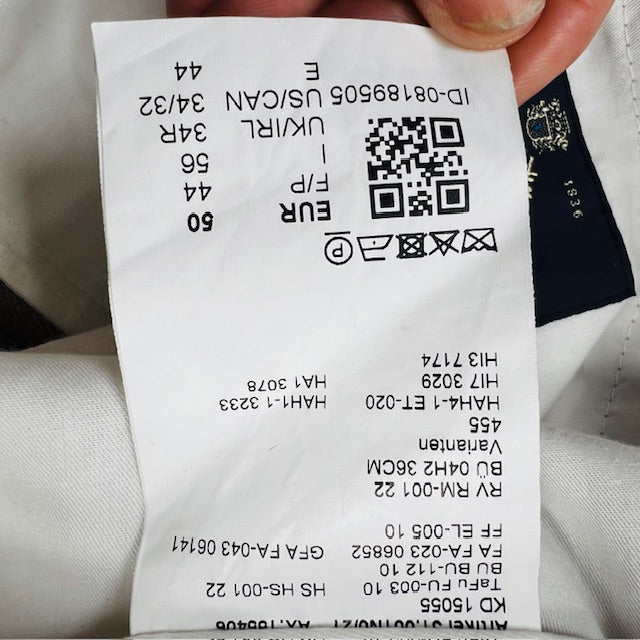 Artikel
KD 15055
TaFu FU-003 10 HS HS-001 22
BU BU-112 10
FA FA-023 06852 GFA FA-043 06141
FF EL-005 10
RV RM-001 22
BÜ 04H2 36CM
Varianten
455
HAH4-1 ET-020 HAH1-1 3233
HI7 3029 HA1 3078
HI3 7174
P
EUR 50
F/P 44
I 56
UK/IRL 34R
ID-08189505 US/CAN 34/32
E 44
1936